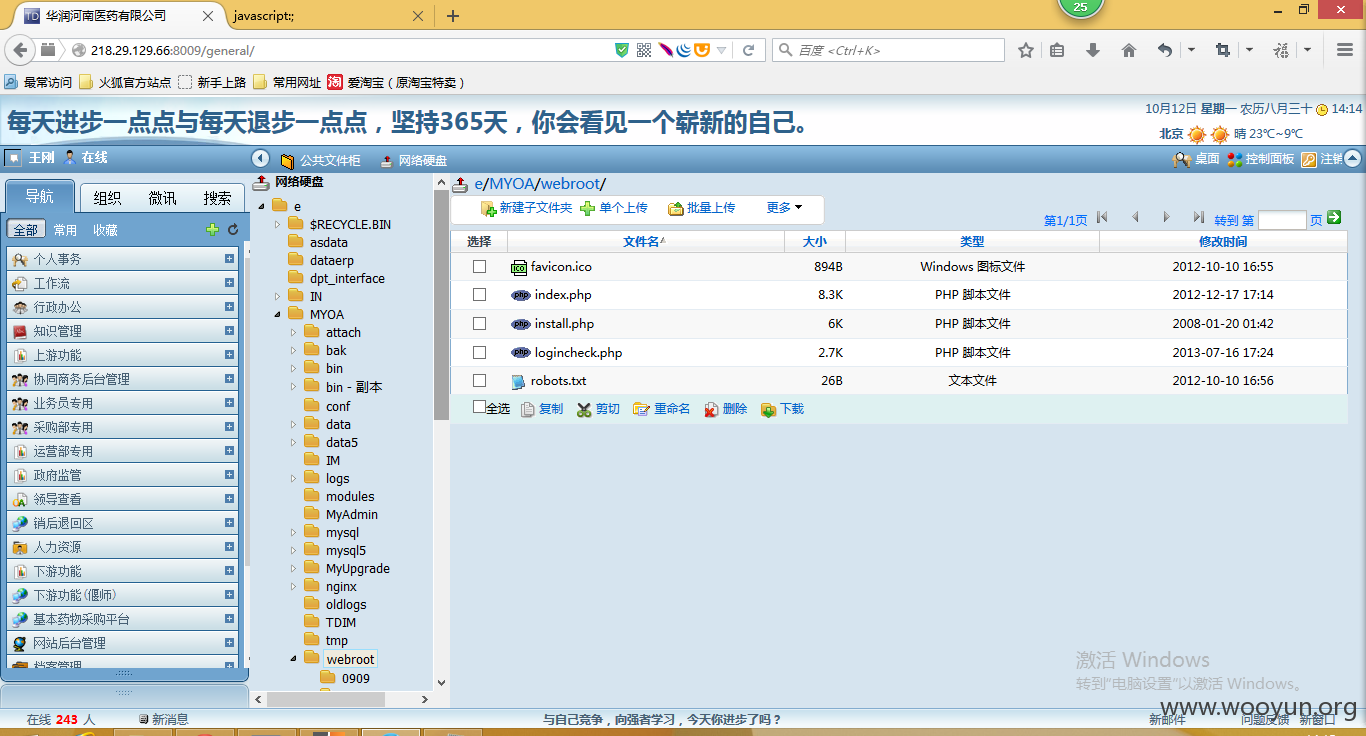 华润河南医药有限公司
javascript:;
25
218.29.129.66:8009/general/
百度 <Ctrl+K>
最常访问 火狐官方站点 新手上路 常用网址 爱淘宝（原淘宝特卖）
每天进步一点点与每天退步一点点，坚持365天，你会看见一个崭新的自己。
10月12日 星期一 农历八月三十 14:14
北京 晴 23℃~9℃
王刚 在线
公共文件柜 网络硬盘
桌面 控制面板 注销
导航 组织 微讯 搜索
全部 常用 收藏
个人事务
工作流
行政办公
知识管理
上游功能
协同商务后台管理
业务员专用
采购部专用
运营部专用
政府监管
领导查看
销后退回区
人力资源
下游功能
下游功能(偃师)
基本药物采购平台
网站后台管理
档案管理
网络硬盘
e
$RECYCLE.BIN
asdata
dataerp
dpt_interface
IN
MYOA
attach
bak
bin
bin - 副本
conf
data
data5
IM
logs
modules
MyAdmin
mysql
mysql5
MyUpgrade
nginx
oldlogs
TDIM
tmp
webroot
0909
e/MYOA/webroot/
新建子文件夹 单个上传 批量上传 更多
第1/1页 转到 第 页
选择 文件名 大小 类型 修改时间
favicon.ico 894B Windows 图标文件 2012-10-10 16:55
index.php 8.3K PHP 脚本文件 2012-12-17 17:14
install.php 6K PHP 脚本文件 2008-01-20 01:42
logincheck.php 2.7K PHP 脚本文件 2013-07-16 17:24
robots.txt 26B 文本文件 2012-10-10 16:56
全选 复制 剪切 重命名 删除 下载
激活 Windows
转到"电脑设置"以激活 Windows。
www.wooyun.org
在线 243 人 新消息
与自己竞争，向强者学习，今天你进步了吗？
新邮件 问题反馈 新窗口